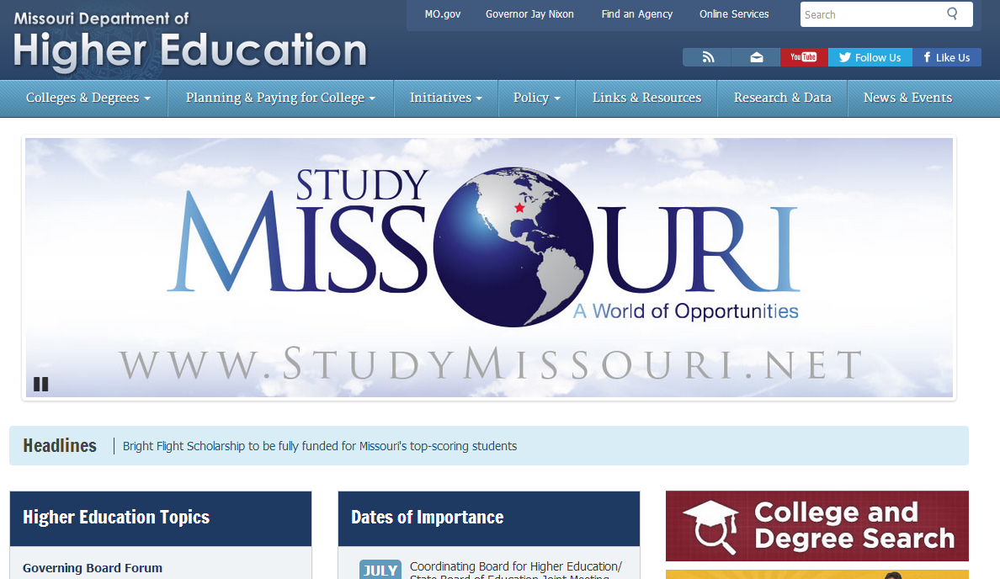 Missouri Department of
Higher Education
MO.gov Governor Jay Nixon Find an Agency Online Services Search
YouTube Follow Us Like Us
Colleges & Degrees Planning & Paying for College Initiatives Policy Links & Resources Research & Data News & Events
STUDY
MISSOURI
A World of Opportunities
WWW.STUDYMISSOURI.NET
Headlines Bright Flight Scholarship to be fully funded for Missouri's top-scoring students
Higher Education Topics
Governing Board Forum
Dates of Importance
JULY Coordinating Board for Higher Education/
State Board of Education Joint Meeting
College and
Degree Search